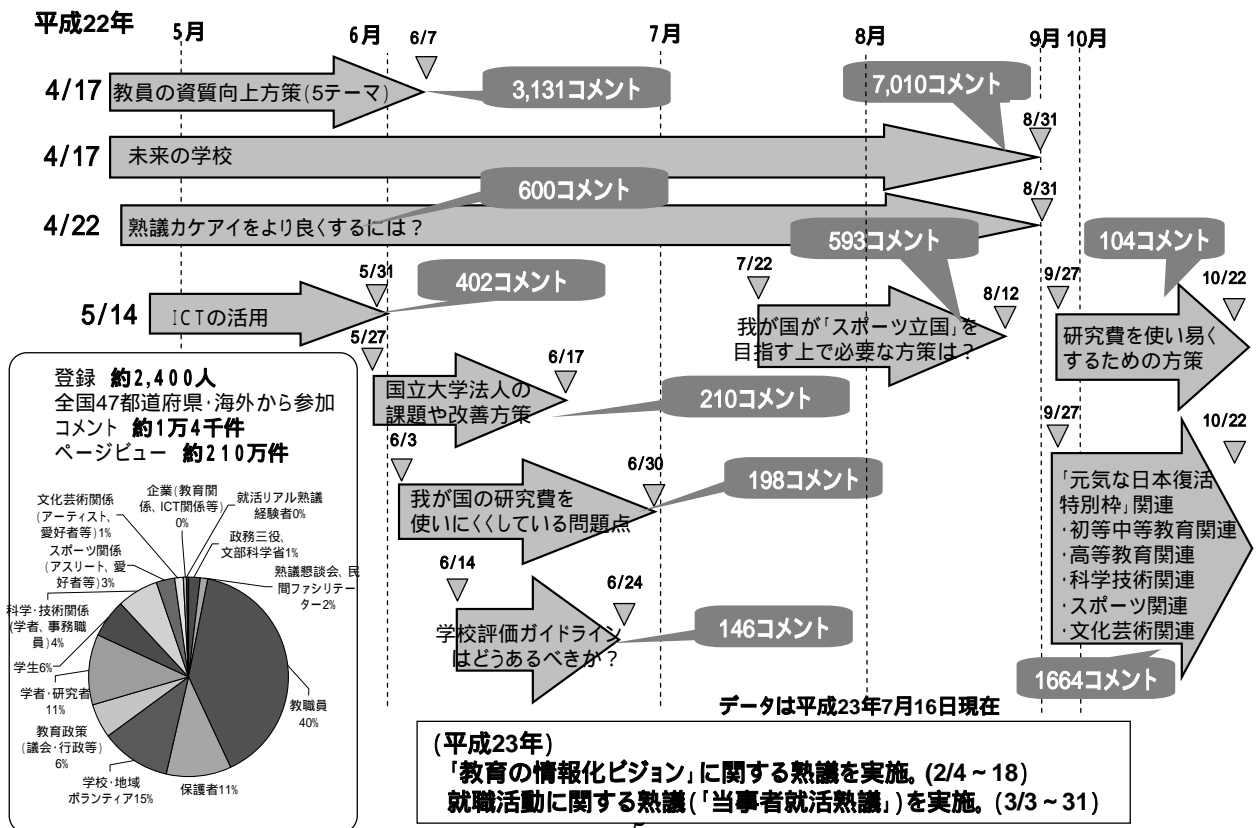 平成22年
5月
6月
7月
8月
9月 10月
6/7
4/17
教員の資質向上方策(5テーマ)
3,131コメント
7,010コメント
8/31
4/17
未来の学校
600コメント
8/31
4/22
熟議カケアイをより良くするには?
593コメント
104コメント
5/31
402コメント
7/22
8/12
9/27
10/22
5/14
ICTの活用
我が国が「スポーツ立国」を
目指す上で必要な方策は?
研究費を使い易く
するための方策
5/27
6/17
国立大学法人の
課題や改善方策
210コメント
6/3
6/30
我が国の研究費を
使いにくくしている問題点
198コメント
6/14
6/24
学校評価ガイドライン
はどうあるべきか?
146コメント
9/27
10/22
「元気な日本復活
特別枠」関連
・初等中等教育関連
・高等教育関連
・科学技術関連
・スポーツ関連
・文化芸術関連
1664コメント
登録 約2,400人
全国47都道府県・海外から参加
コメント 約1万4千件
ページビュー 約210万件
企業(教育関
係、ICT関係等)
0%
就活リアル熟議
経験者0%
政務三役、
文部科学省1%
熟議懇談会、民
間ファシリテー
ター2%
教職員
40%
保護者11%
学校・地域
ボランティア15%
教育政策
(議会・行政等)
6%
学者・研究者
11%
学生6%
科学・技術関係
(学者、事務職
員)4%
スポーツ関係
(アスリート、愛
好者等)3%
文化芸術関係
(アーティスト、
愛好者等)1%
データは平成23年7月16日現在
(平成23年)
「教育の情報化ビジョン」に関する熟議を実施。(2/4~18)
就職活動に関する熟議(「当事者就活熟議」)を実施。(3/3~31)